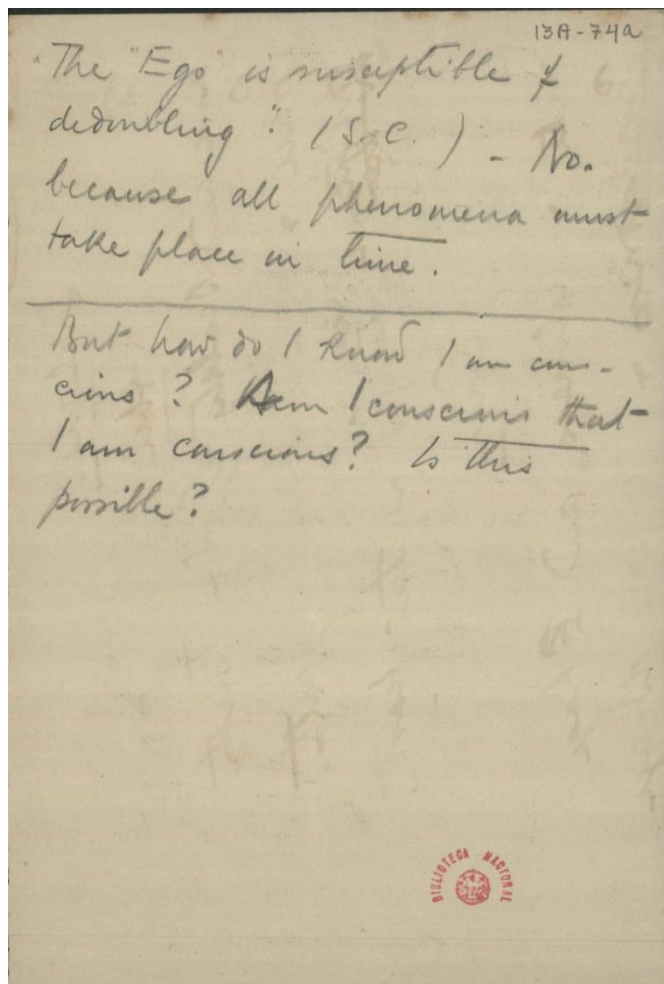 13A-74a
"The "Ego" is susceptible of
dedoubling". (S.C.) - No.
because all phenomena must
take place in time.
But how do I know I am cons-
cious? Am I conscious that
I am conscious? Is this
possible?
BIBLIOTECA NACIONAL